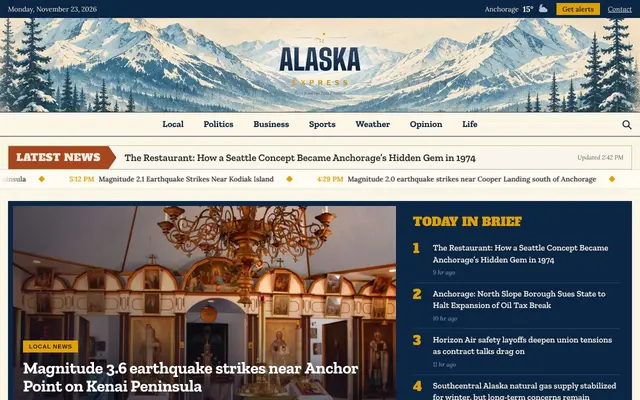 Monday, November 23, 2026
Anchorage 15° Get alerts Contact
ALASKA
EXPRESS
Local Politics Business Sports Weather Opinion Life
LATEST NEWS The Restaurant: How a Seattle Concept Became Anchorage's Hidden Gem in 1974 Updated 2:42 PM
ninsula 5:12 PM Magnitude 2.1 Earthquake Strikes Near Kodiak Island 4:29 PM Magnitude 2.0 earthquake strikes near Cooper Landing south of Anchorage
LOCAL NEWS
Magnitude 3.6 earthquake strikes near Anchor
Point on Kenai Peninsula
TODAY IN BRIEF
1 The Restaurant: How a Seattle Concept Became
Anchorage's Hidden Gem in 1974
9 hr ago
2 Anchorage: North Slope Borough Sues State to
Halt Expansion of Oil Tax Break
10 hr ago
3 Horizon Air safety layoffs deepen union tensions
as contract talks drag on
11 hr ago
4 Southcentral Alaska natural gas supply stabilized
for winter, but long-term concerns remain